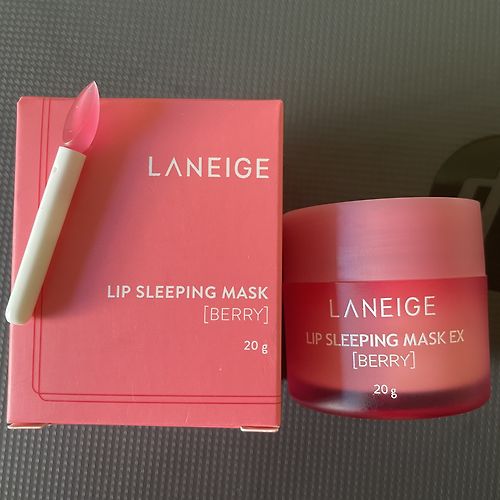 LANEIGE
LIP SLEEPING MASK
[BERRY]
20 g
LANEIGE
LIP SLEEPING MASK EX
[BERRY]
20 g